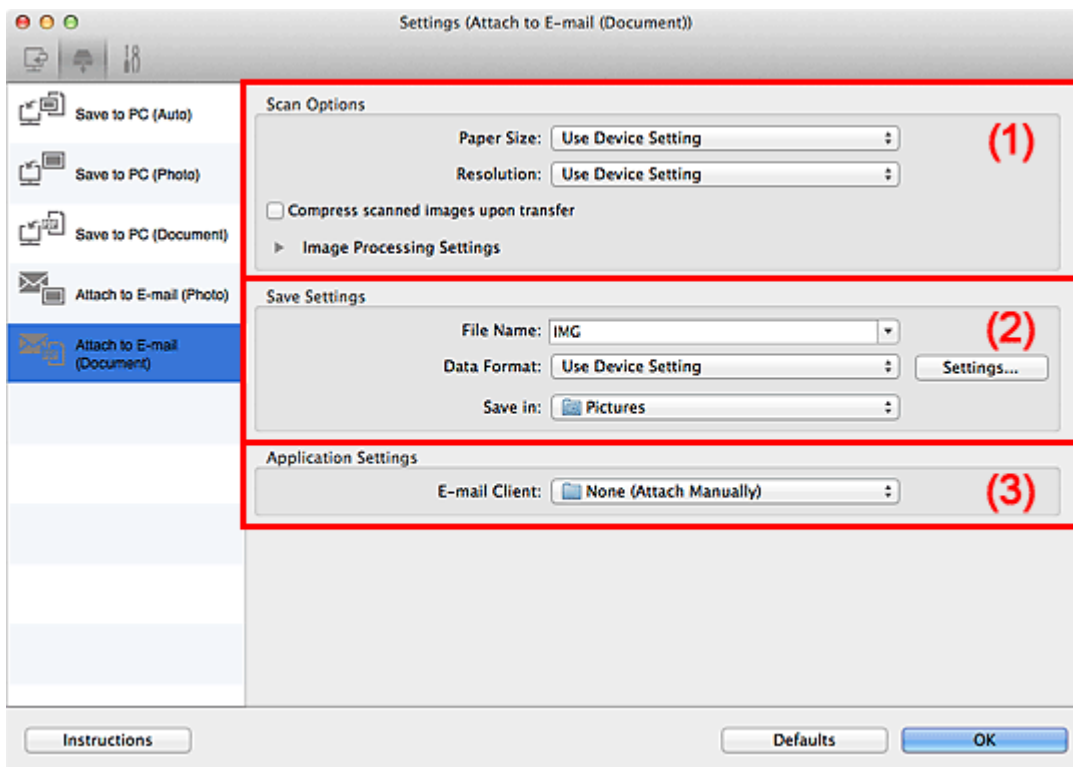 Settings (Attach to E-mail (Document))
Save to PC (Auto)
Save to PC (Photo)
Save to PC (Document)
Attach to E-mail (Photo)
Attach to E-mail
(Document)
Scan Options
(1)
Paper Size: Use Device Setting
Resolution: Use Device Setting
Compress scanned images upon transfer
Image Processing Settings
Save Settings
(2)
File Name: IMG
Data Format: Use Device Setting Settings...
Save in: Pictures
Application Settings
E-mail Client: None (Attach Manually) (3)
Instructions Defaults OK